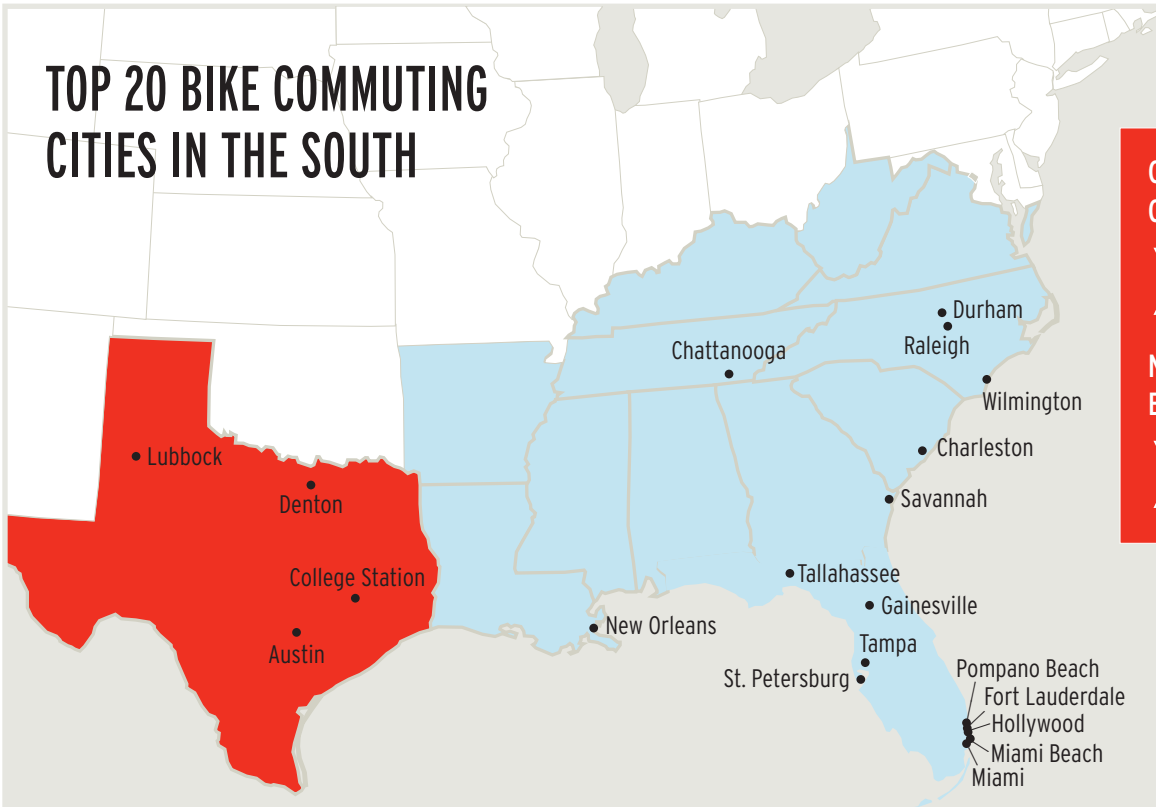 TOP 20 BIKE COMMUTING
CITIES IN THE SOUTH
Durham
Raleigh
Chattanooga
Wilmington
Charleston
Lubbock
Savannah
Denton
Tallahassee
College Station
Gainesville
New Orleans
Austin
Tampa
St. Petersburg
Pompano Beach
Fort Lauderdale
Hollywood
Miami Beach
Miami